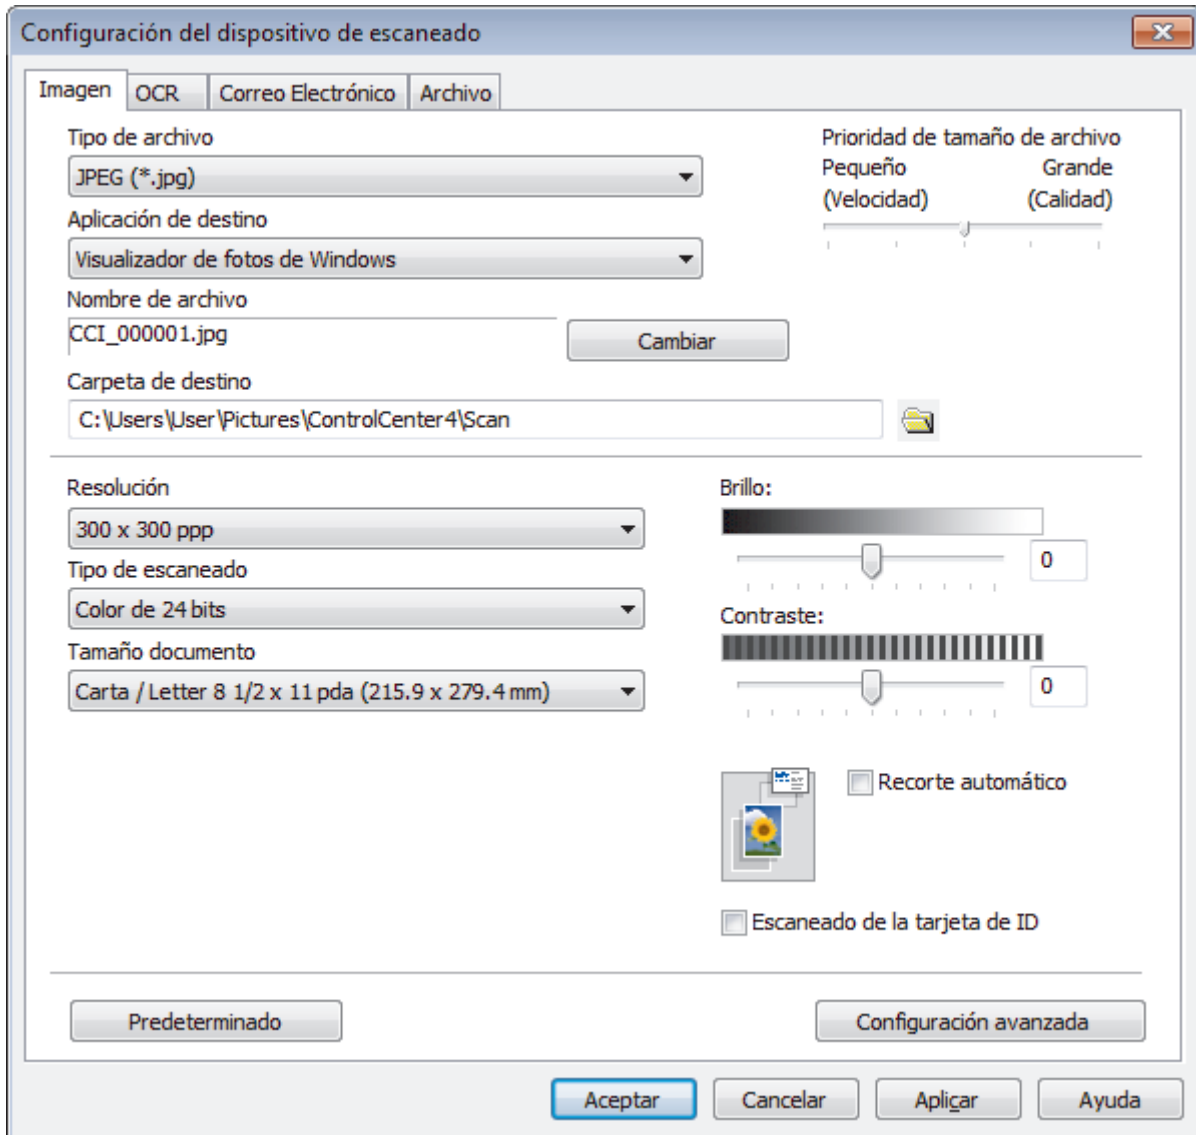 Configuración del dispositivo de escaneado
Imagen OCR Correo Electrónico Archivo
Tipo de archivo
JPEG (*.jpg)
Prioridad de tamaño de archivo
Pequeño Grande
(Velocidad) (Calidad)
Aplicación de destino
Visualizador de fotos de Windows
Nombre de archivo
CCI_000001.jpg
Cambiar
Carpeta de destino
C:\Users\User\Pictures\ControlCenter4\Scan
Resolución
300 x 300 ppp
Tipo de escaneado
Color de 24 bits
Tamaño documento
Carta / Letter 8 1/2 x 11 pda (215.9 x 279.4 mm)
Brillo:
0
Contraste:
0
Recorte automático
Escaneado de la tarjeta de ID
Predeterminado
Configuración avanzada
Aceptar Cancelar Aplicar Ayuda